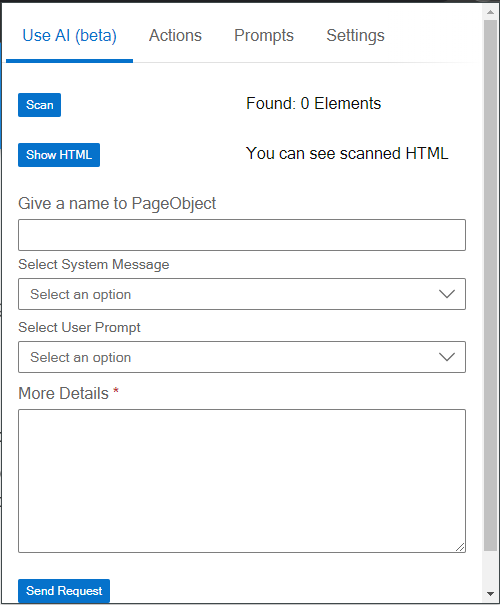 Use AI (beta) Actions Prompts Settings
Scan Found: 0 Elements
Show HTML You can see scanned HTML
Give a name to PageObject
Select System Message
Select an option
Select User Prompt
Select an option
More Details *
Send Request